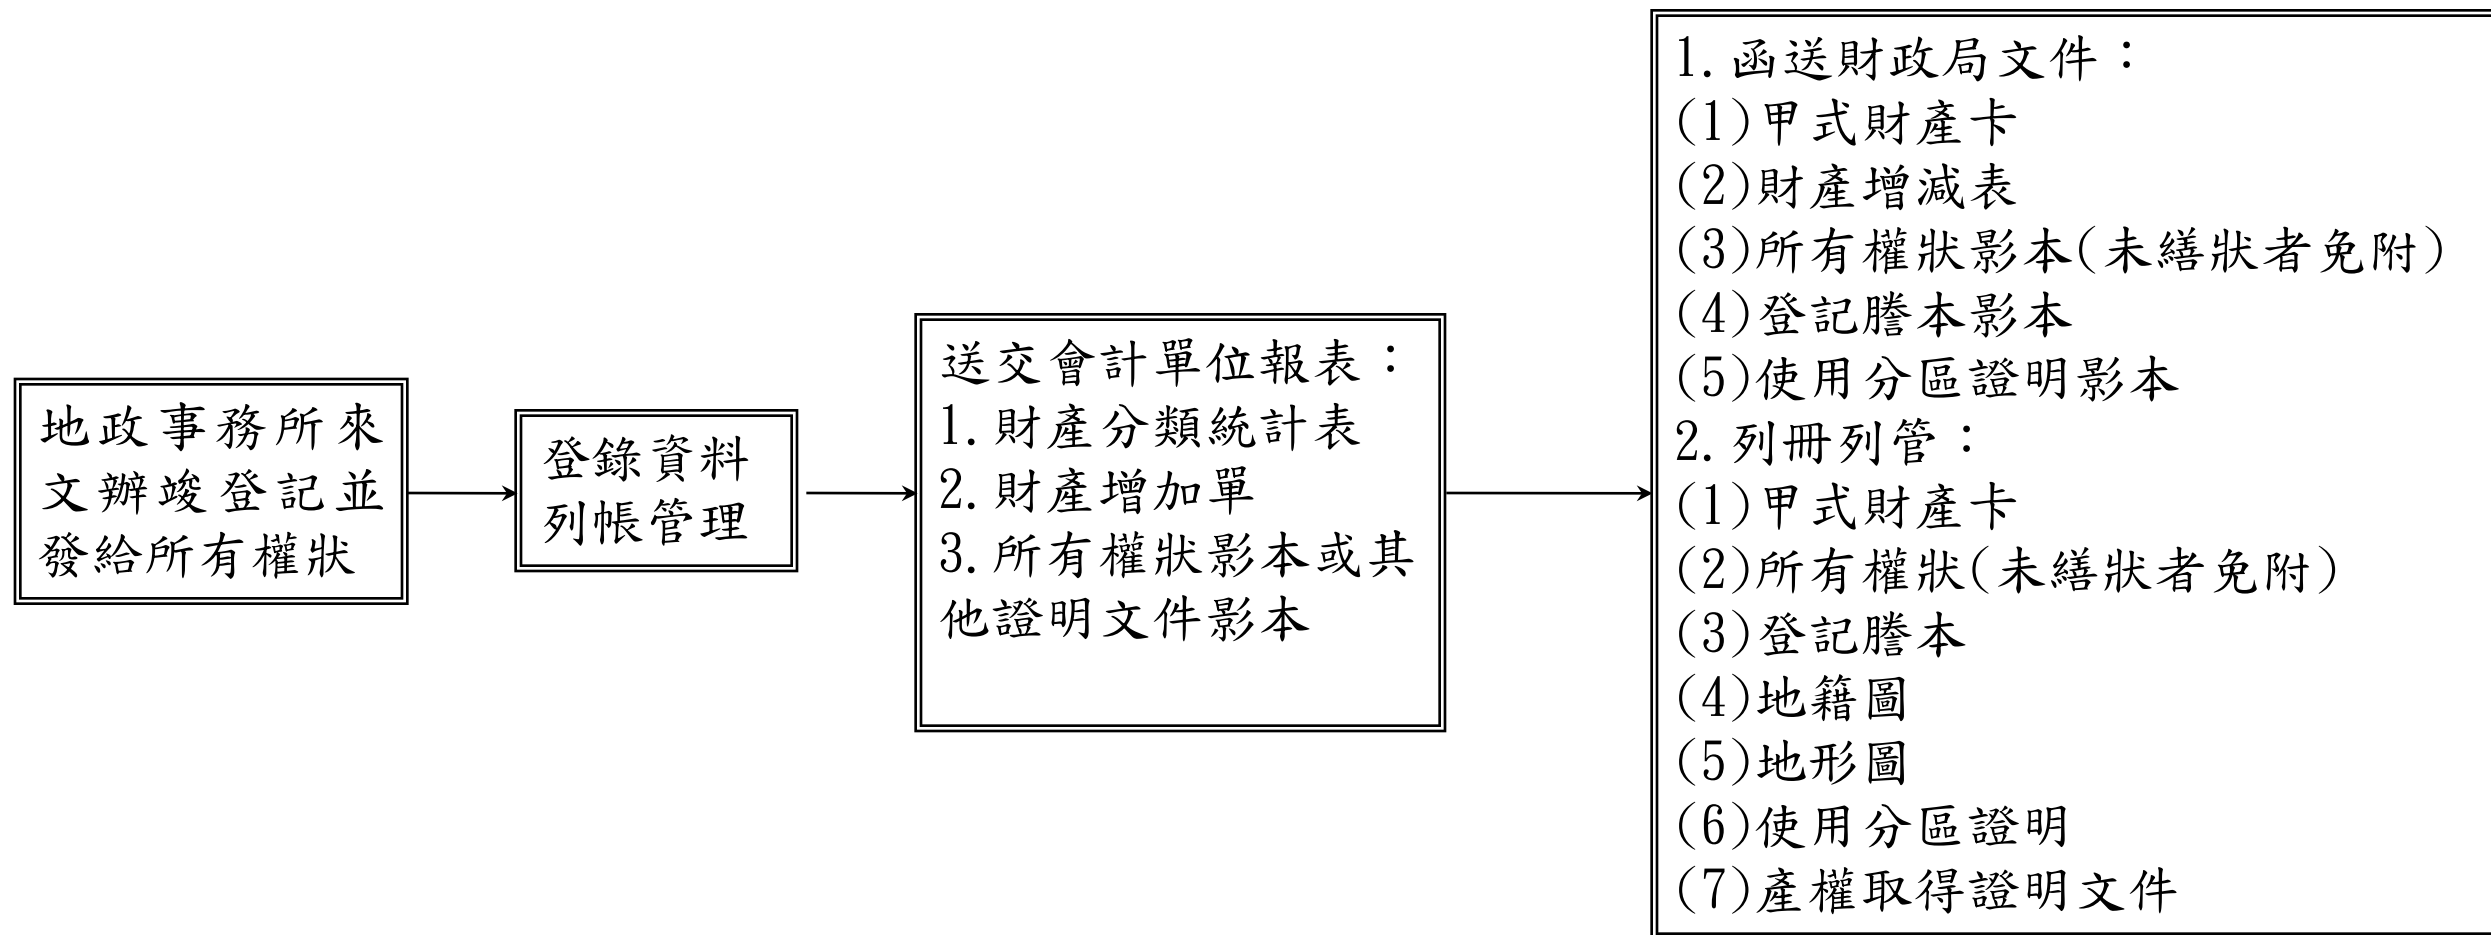 地政事務所來
文辦竣登記並
發給所有權狀
登錄資料
列帳管理
送交會計單位報表：
1.財產分類統計表
2.財產增加單
3.所有權狀影本或其
他證明文件影本
1.函送財政局文件：
(1)甲式財產卡
(2)財產增減表
(3)所有權狀影本(未繕狀者免附)
(4)登記謄本影本
(5)使用分區證明影本
2.列冊列管：
(1)甲式財產卡
(2)所有權狀(未繕狀者免附)
(3)登記謄本
(4)地籍圖
(5)地形圖
(6)使用分區證明
(7)產權取得證明文件